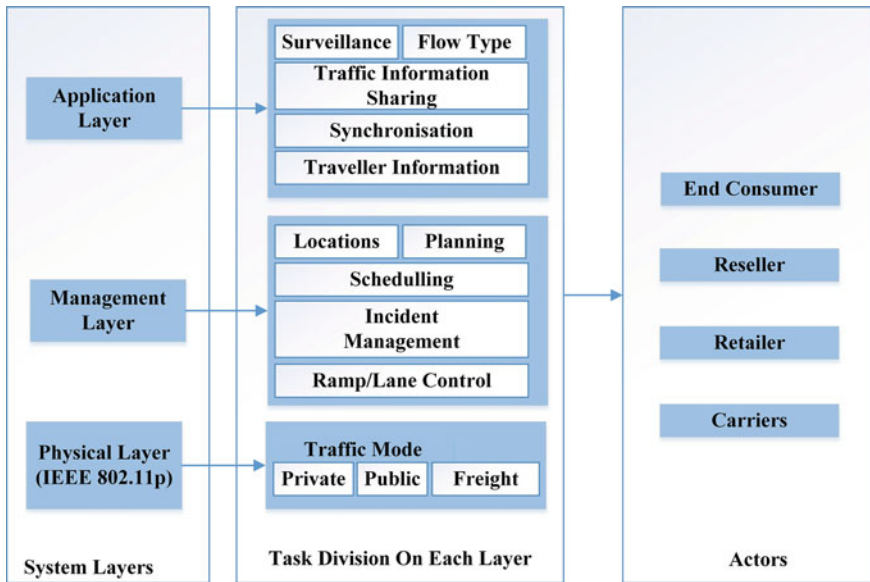 Application
Layer
Management
Layer
Physical Layer
(IEEE 802.11p)
System Layers
Surveillance
Flow Type
Traffic Information
Sharing
Synchronisation
Traveller Information
Locations
Planning
Schedulling
Incident
Management
Ramp/Lane Control
Traffic Mode
Private
Public
Freight
Task Division On Each Layer
End Consumer
Reseller
Retailer
Carriers
Actors